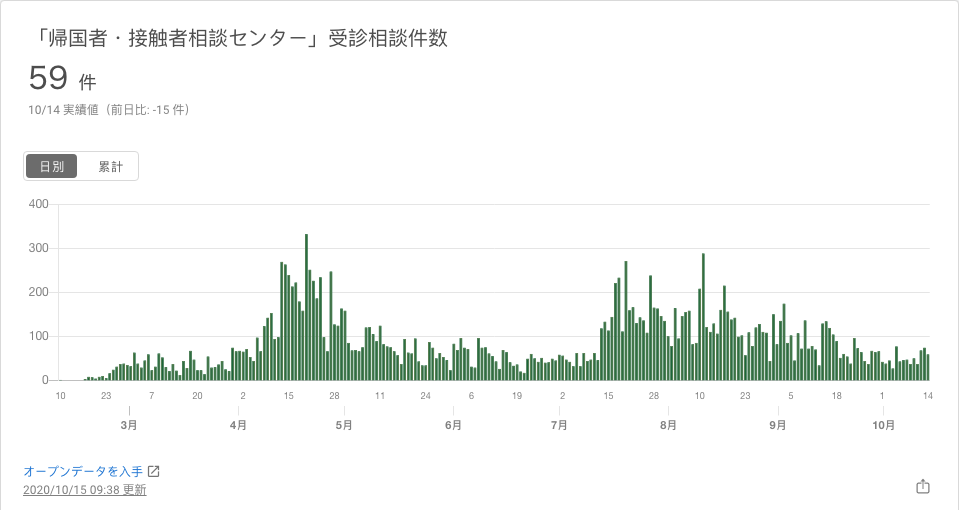 「帰国者・接触者相談センター」受診相談件数
59 件
10/14 実績値（前日比: -15 件）
日別 累計
400
300
200
100
0
10 23 7 20 2 15 28 11 24 6 19 2 15 28 10 23 5 18 1 14
3月 4月 5月 6月 7月 8月 9月 10月
オープンデータを入手
2020/10/15 09:38 更新